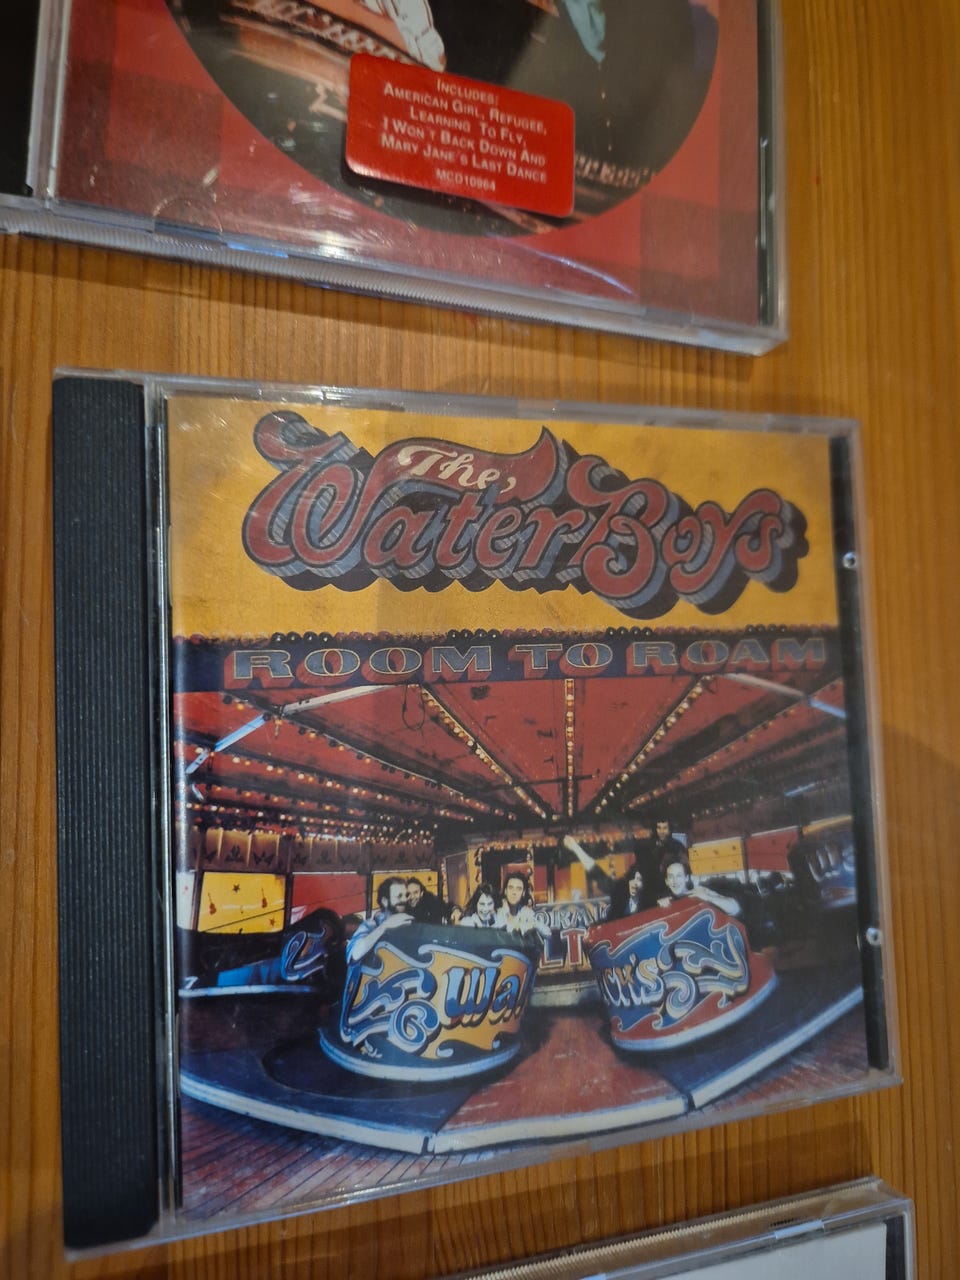 INCLUDES:
AMERICAN GIRL, REFUGEE,
LEARNING TO FLY,
I WON'T BACK DOWN AND
MARY JANE'S LAST DANCE
MCD10964
The
WaterBoys
ROOM TO ROAM
Wa